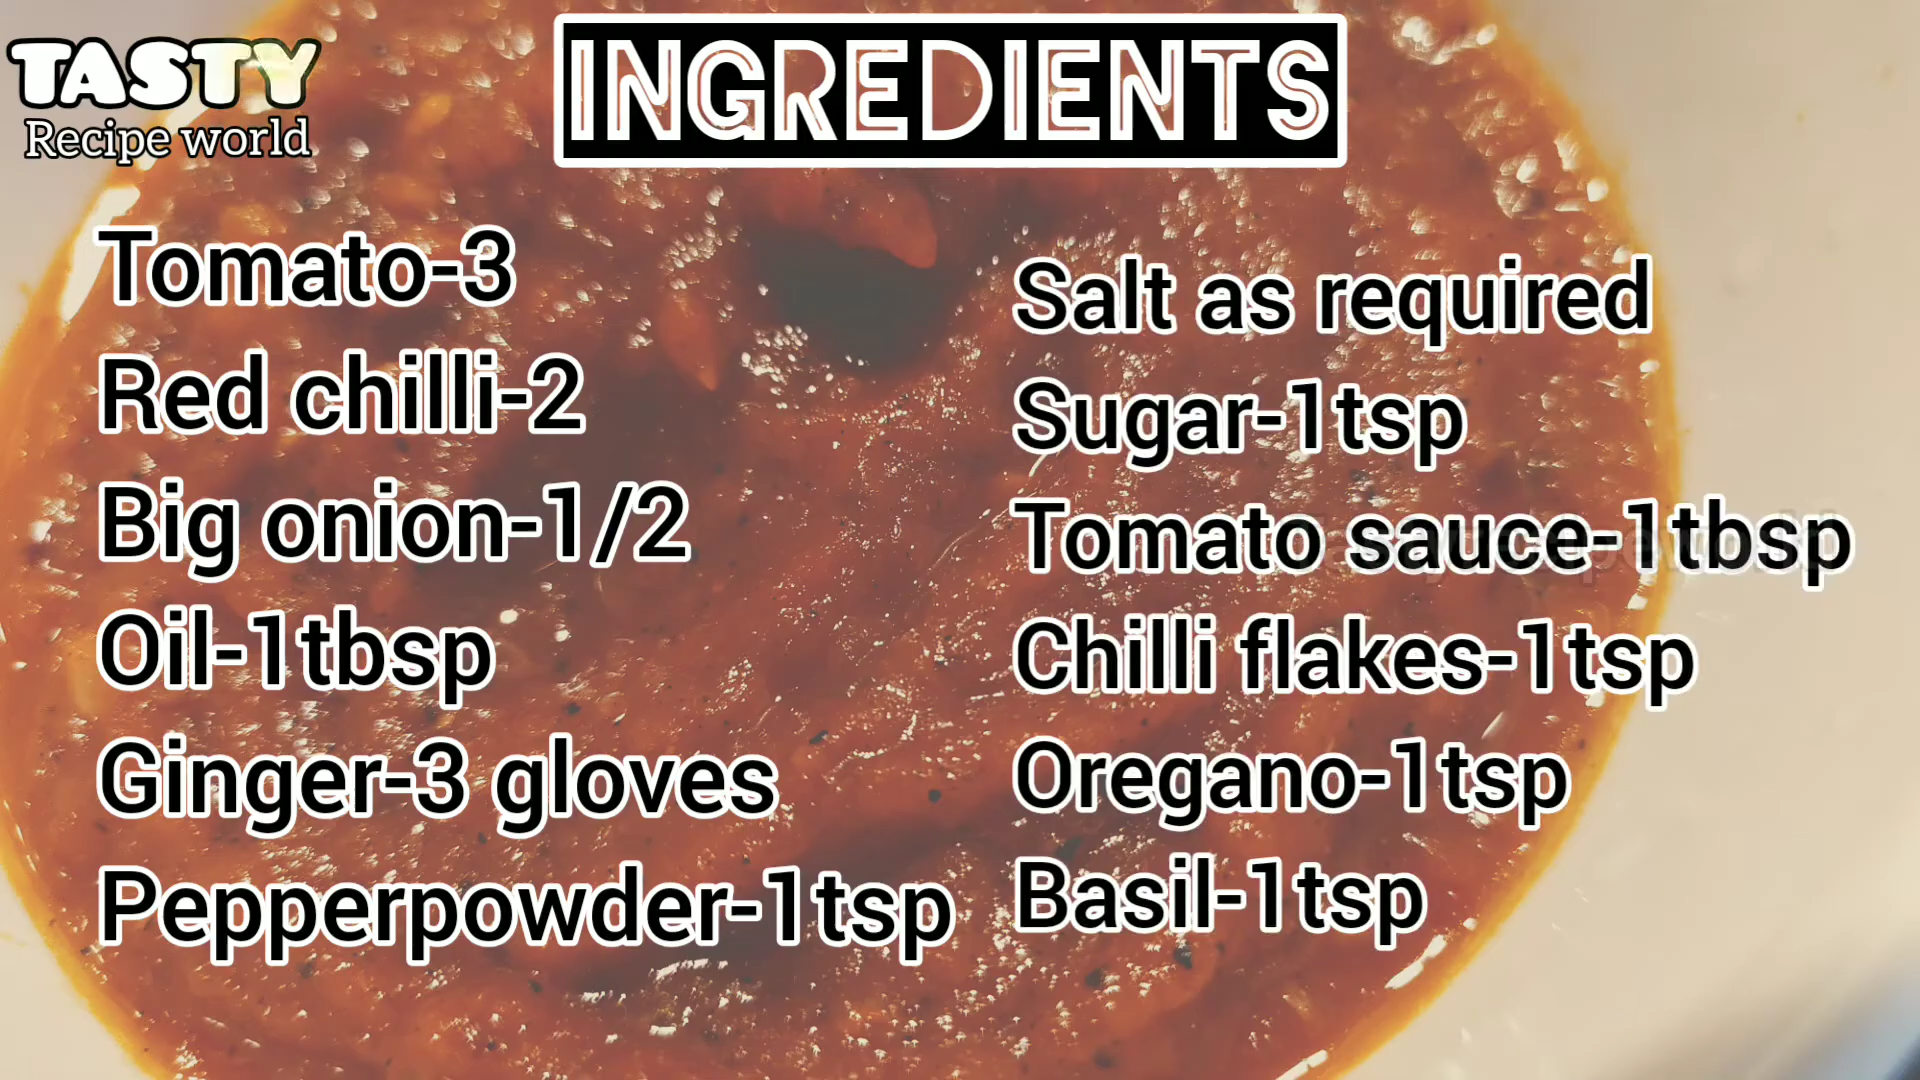 TASTY
Recipe world
INGREDIENTS
Tomato-3
Red chilli-2
Big onion-1/2
Oil-1tbsp
Ginger-3 gloves
Pepperpowder-1tsp
Salt as required
Sugar-1tsp
Tomato sauce-1tbsp
Chilli flakes-1tsp
Oregano-1tsp
Basil-1tsp